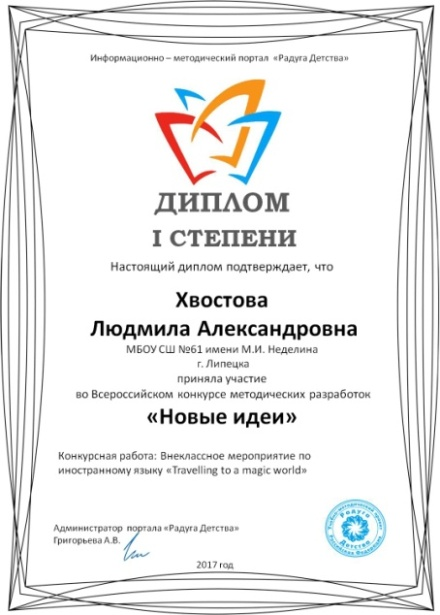 Информационно – методический портал «Радуга Детства»
ДИПЛОМ
I СТЕПЕНИ
Настоящий диплом подтверждает, что
Хвостова
Людмила Александровна
МБОУ СШ №61 имени М.И. Неделина
г. Липецка
приняла участие
во Всероссийском конкурсе методических разработок
«Новые идеи»
Конкурсная работа: Внеклассное мероприятие по
иностранному языку «Travelling to a magic world»
Администратор портала «Радуга Детства»
Григорьева А.В.
Радуга
Детства
2017 год